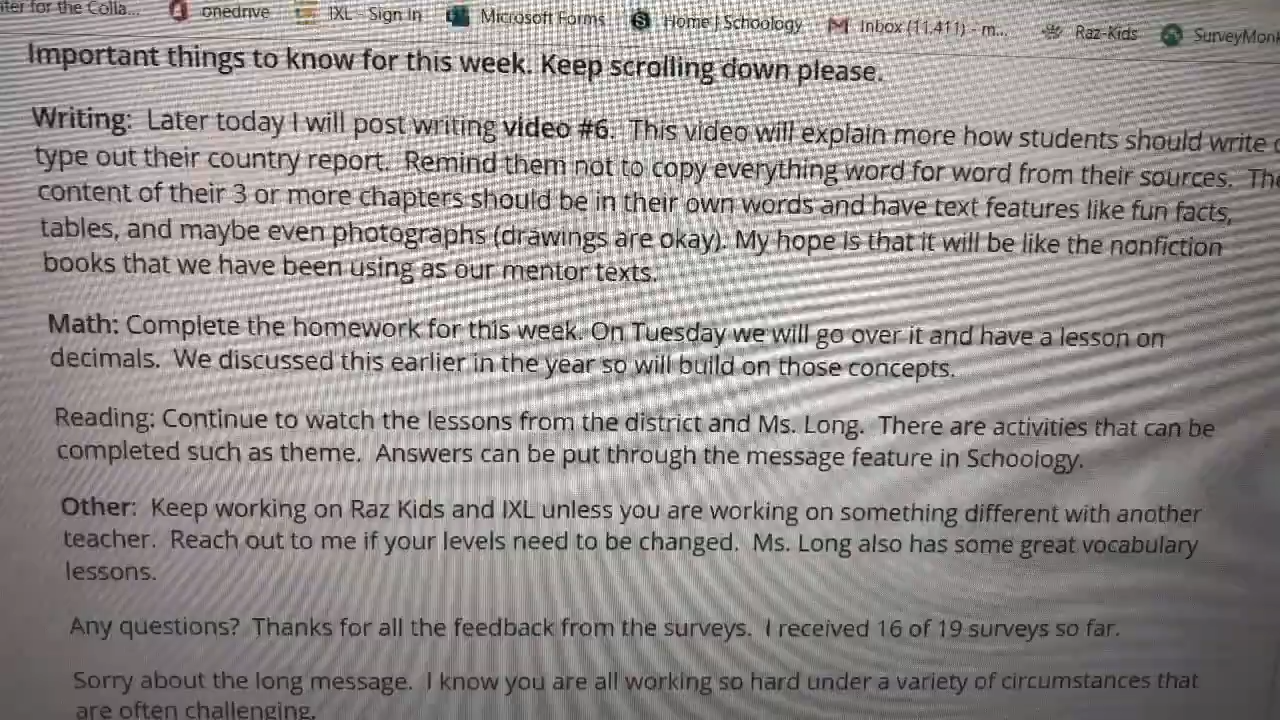 ter for the Colla...
onedrive
IXL - Sign In
Microsoft Forms
Home | Schoology
Inbox (11,411) - m...
Raz-Kids
SurveyMon
Important things to know for this week. Keep scrolling down please.
Writing: Later today I will post writing video #6. This video will explain more how students should write
type out their country report. Remind them not to copy everything word for word from their sources. The
content of their 3 or more chapters should be in their own words and have text features like fun facts,
tables, and maybe even photographs (drawings are okay). My hope is that it will be like the nonfiction
books that we have been using as our mentor texts.
Math: Complete the homework for this week. On Tuesday we will go over it and have a lesson on
decimals. We discussed this earlier in the year so will build on those concepts.
Reading: Continue to watch the lessons from the district and Ms. Long. There are activities that can be
completed such as theme. Answers can be put through the message feature in Schoology.
Other: Keep working on Raz Kids and IXL unless you are working on something different with another
teacher. Reach out to me if your levels need to be changed. Ms. Long also has some great vocabulary
lessons.
Any questions? Thanks for all the feedback from the surveys. I received 16 of 19 surveys so far.
Sorry about the long message. I know you are all working so hard under a variety of circumstances that
are often challenging.